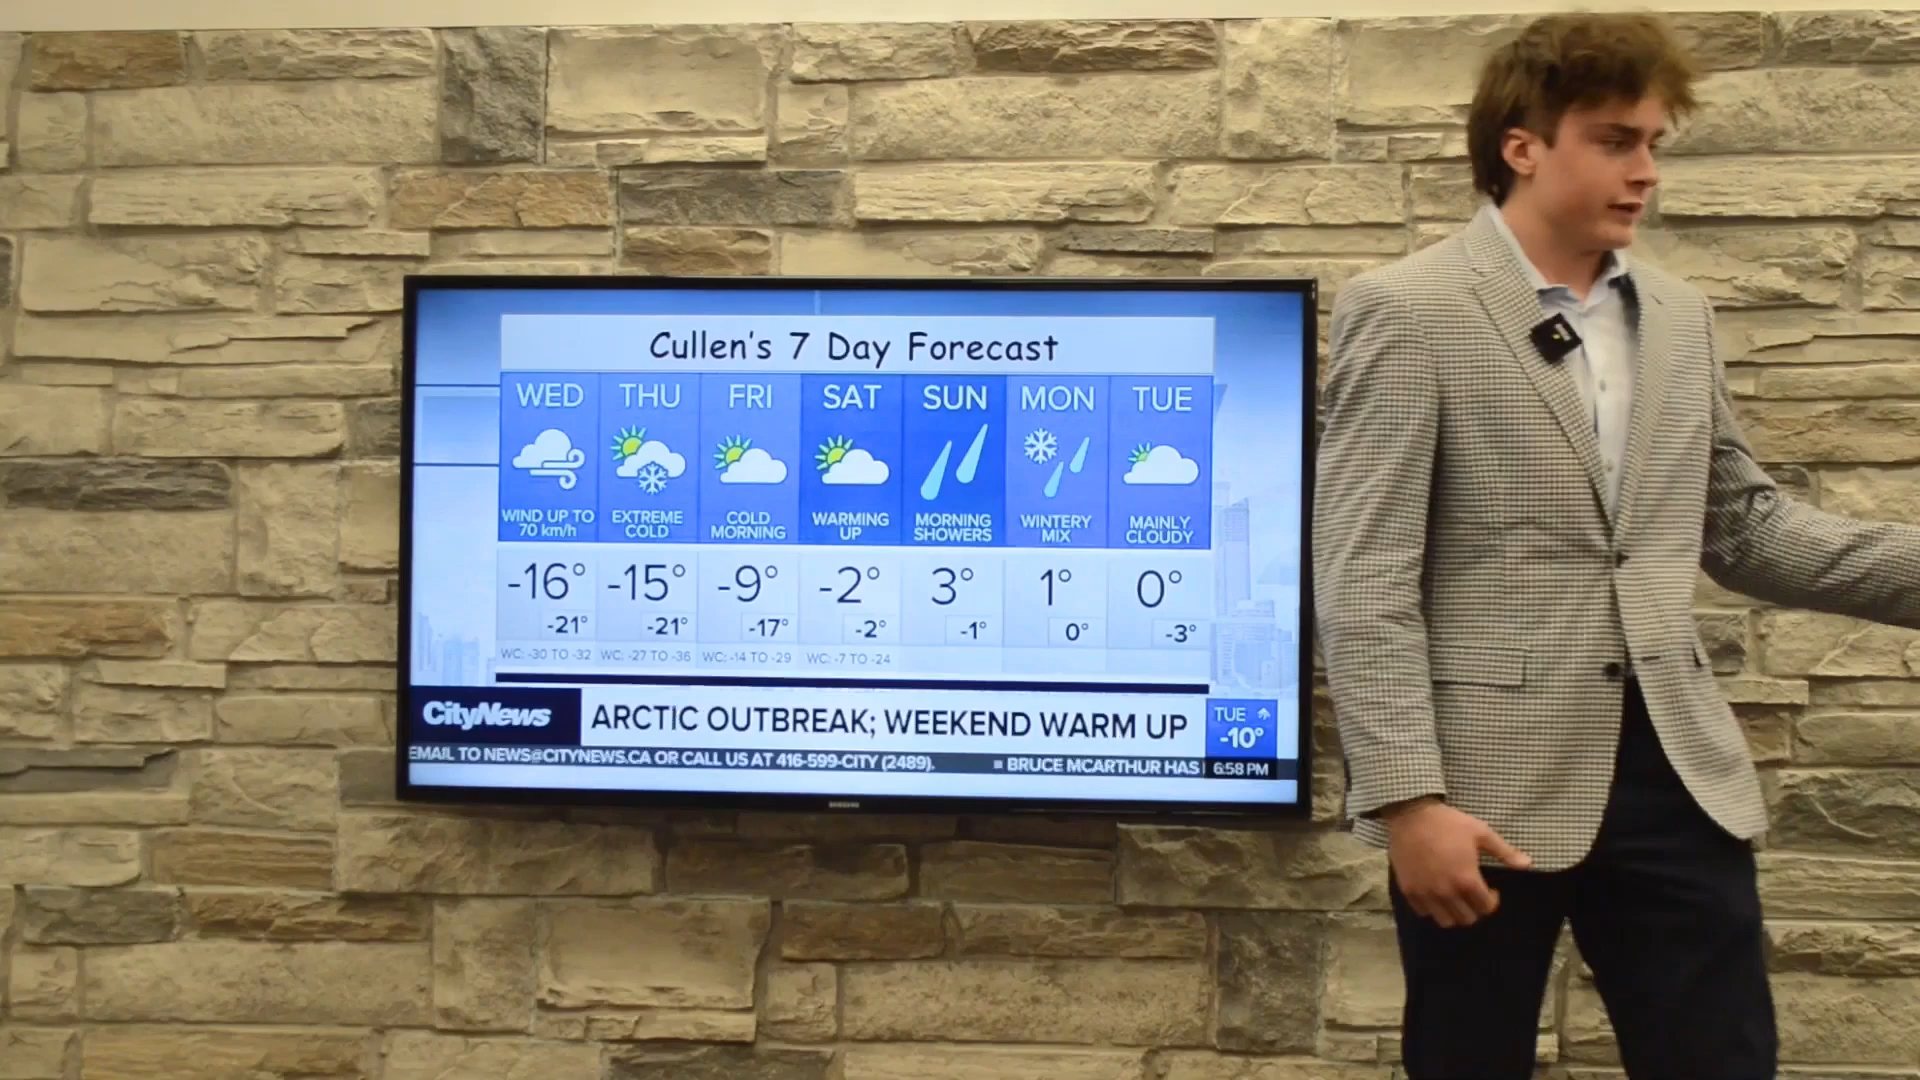 Cullen's 7 Day Forecast
WED THU FRI SAT SUN MON TUE
WIND UP TO 70 km/h
EXTREME COLD
COLD MORNING
WARMING UP
MORNING SHOWERS
WINTERY MIX
MAINLY CLOUDY
-16° -15° -9° -2° 3° 1° 0°
-21° -21° -17° -2° -1° 0° -3°
WC: -30 TO -32 WC: -27 TO -36 WC: -14 TO -29 WC: -7 TO -24
CityNews
ARCTIC OUTBREAK; WEEKEND WARM UP
TUE
-10°
EMAIL TO NEWS@CITYNEWS.CA OR CALL US AT 416-599-CITY (2489). ■ BRUCE MCARTHUR HAS
6:58 PM
SAMSUNG